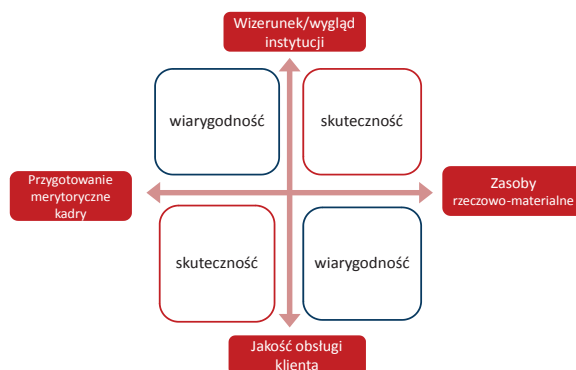 Wizerunek/wygląd
instytucji
wiarygodność
skuteczność
Przygotowanie
merytoryczne
kadry
Zasoby
rzeczowo-materialne
skuteczność
wiarygodność
Jakość obsługi
klienta